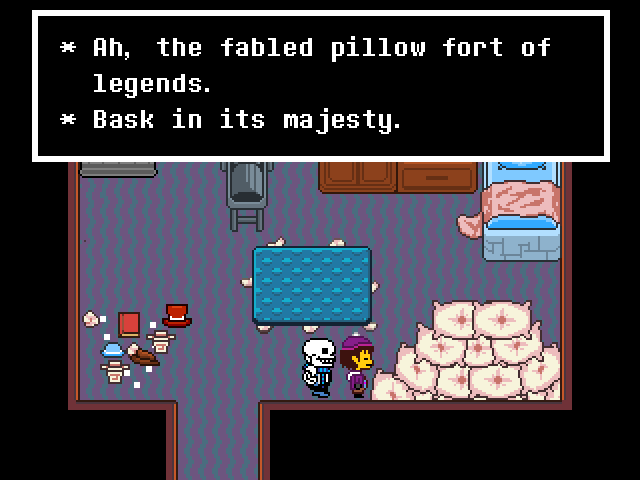 * Ah, the fabled pillow fort of
legends.
* Bask in its majesty.